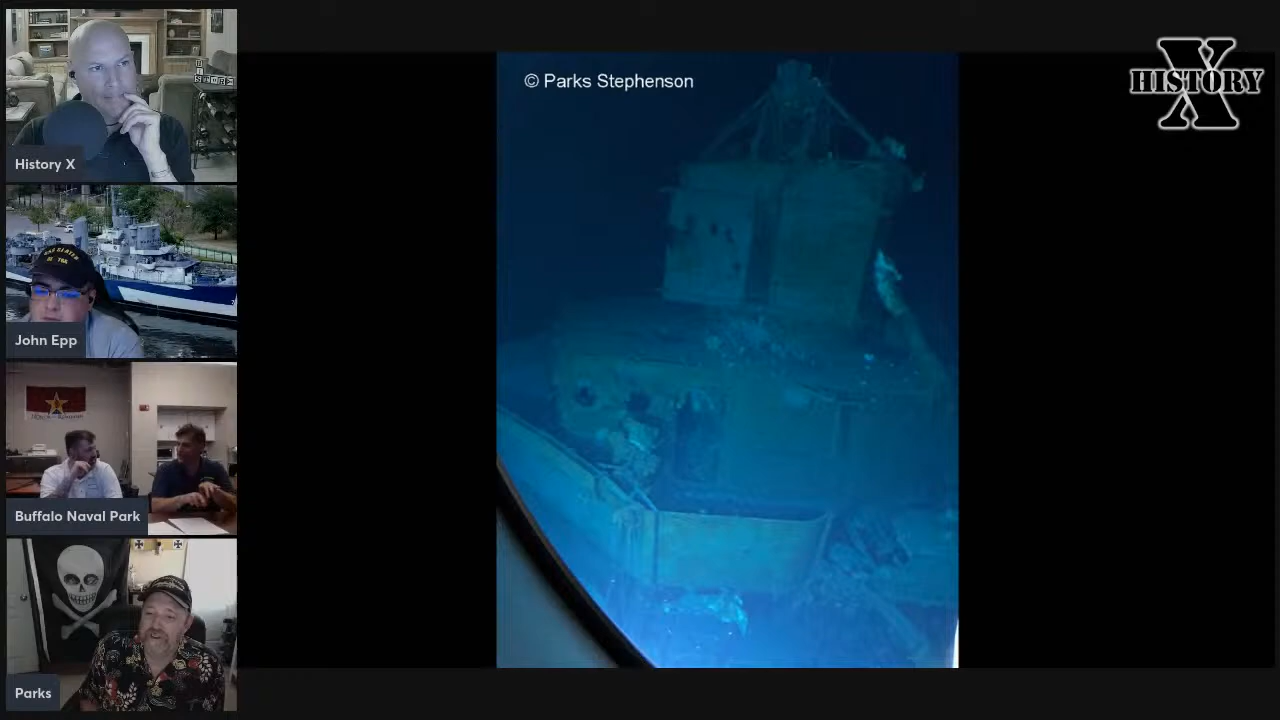 History X
John Epp
Buffalo Naval Park
Parks
© Parks Stephenson
X
HISTORY